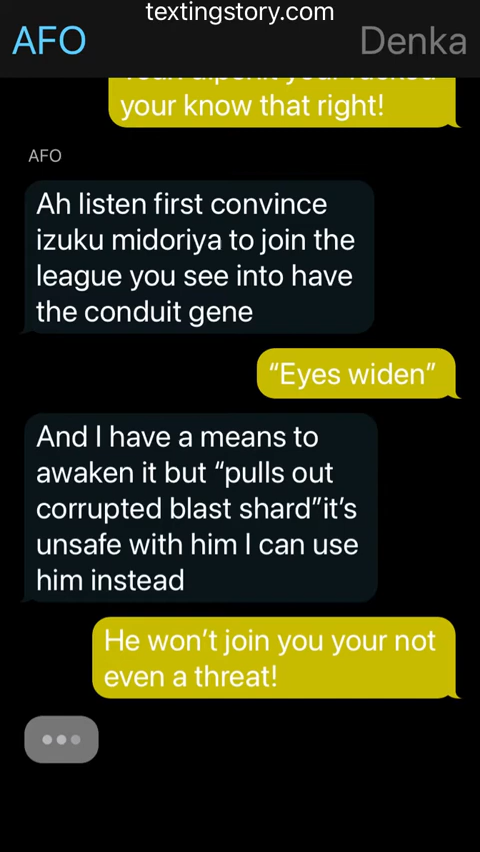 textingstory.com
AFO
Denka
your know that right!
AFO
Ah listen first convince
izuku midoriya to join the
league you see into have
the conduit gene
“Eyes widen”
And I have a means to
awaken it but “pulls out
corrupted blast shard”it’s
unsafe with him I can use
him instead
He won’t join you your not
even a threat!